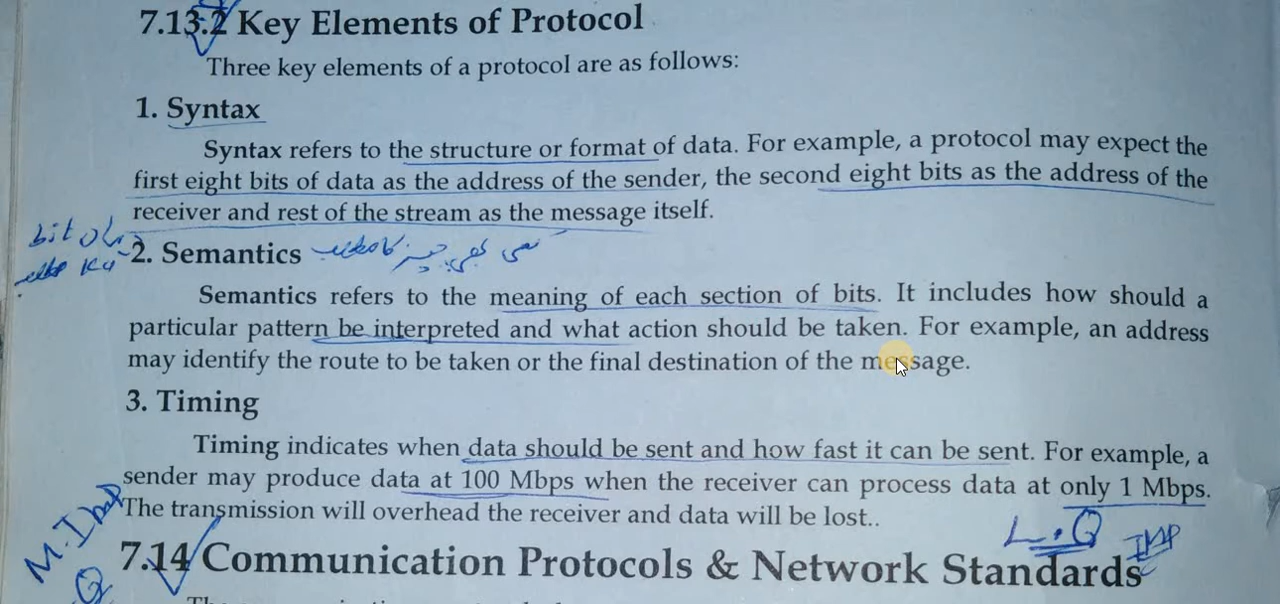 7.13.2 Key Elements of Protocol
Three key elements of a protocol are as follows:
1. Syntax
Syntax refers to the structure or format of data. For example, a protocol may expect the
first eight bits of data as the address of the sender, the second eight bits as the address of the
receiver and rest of the stream as the message itself.
bit
2. Semantics کسی بھی چیز کا مطلب
Semantics refers to the meaning of each section of bits. It includes how should a
particular pattern be interpreted and what action should be taken. For example, an address
may identify the route to be taken or the final destination of the message.
3. Timing
Timing indicates when data should be sent and how fast it can be sent. For example, a
sender may produce data at 100 Mbps when the receiver can process data at only 1 Mbps.
The transmission will overhead the receiver and data will be lost..
L.Q IMP
M.I
Q
7.14 Communication Protocols & Network Standards